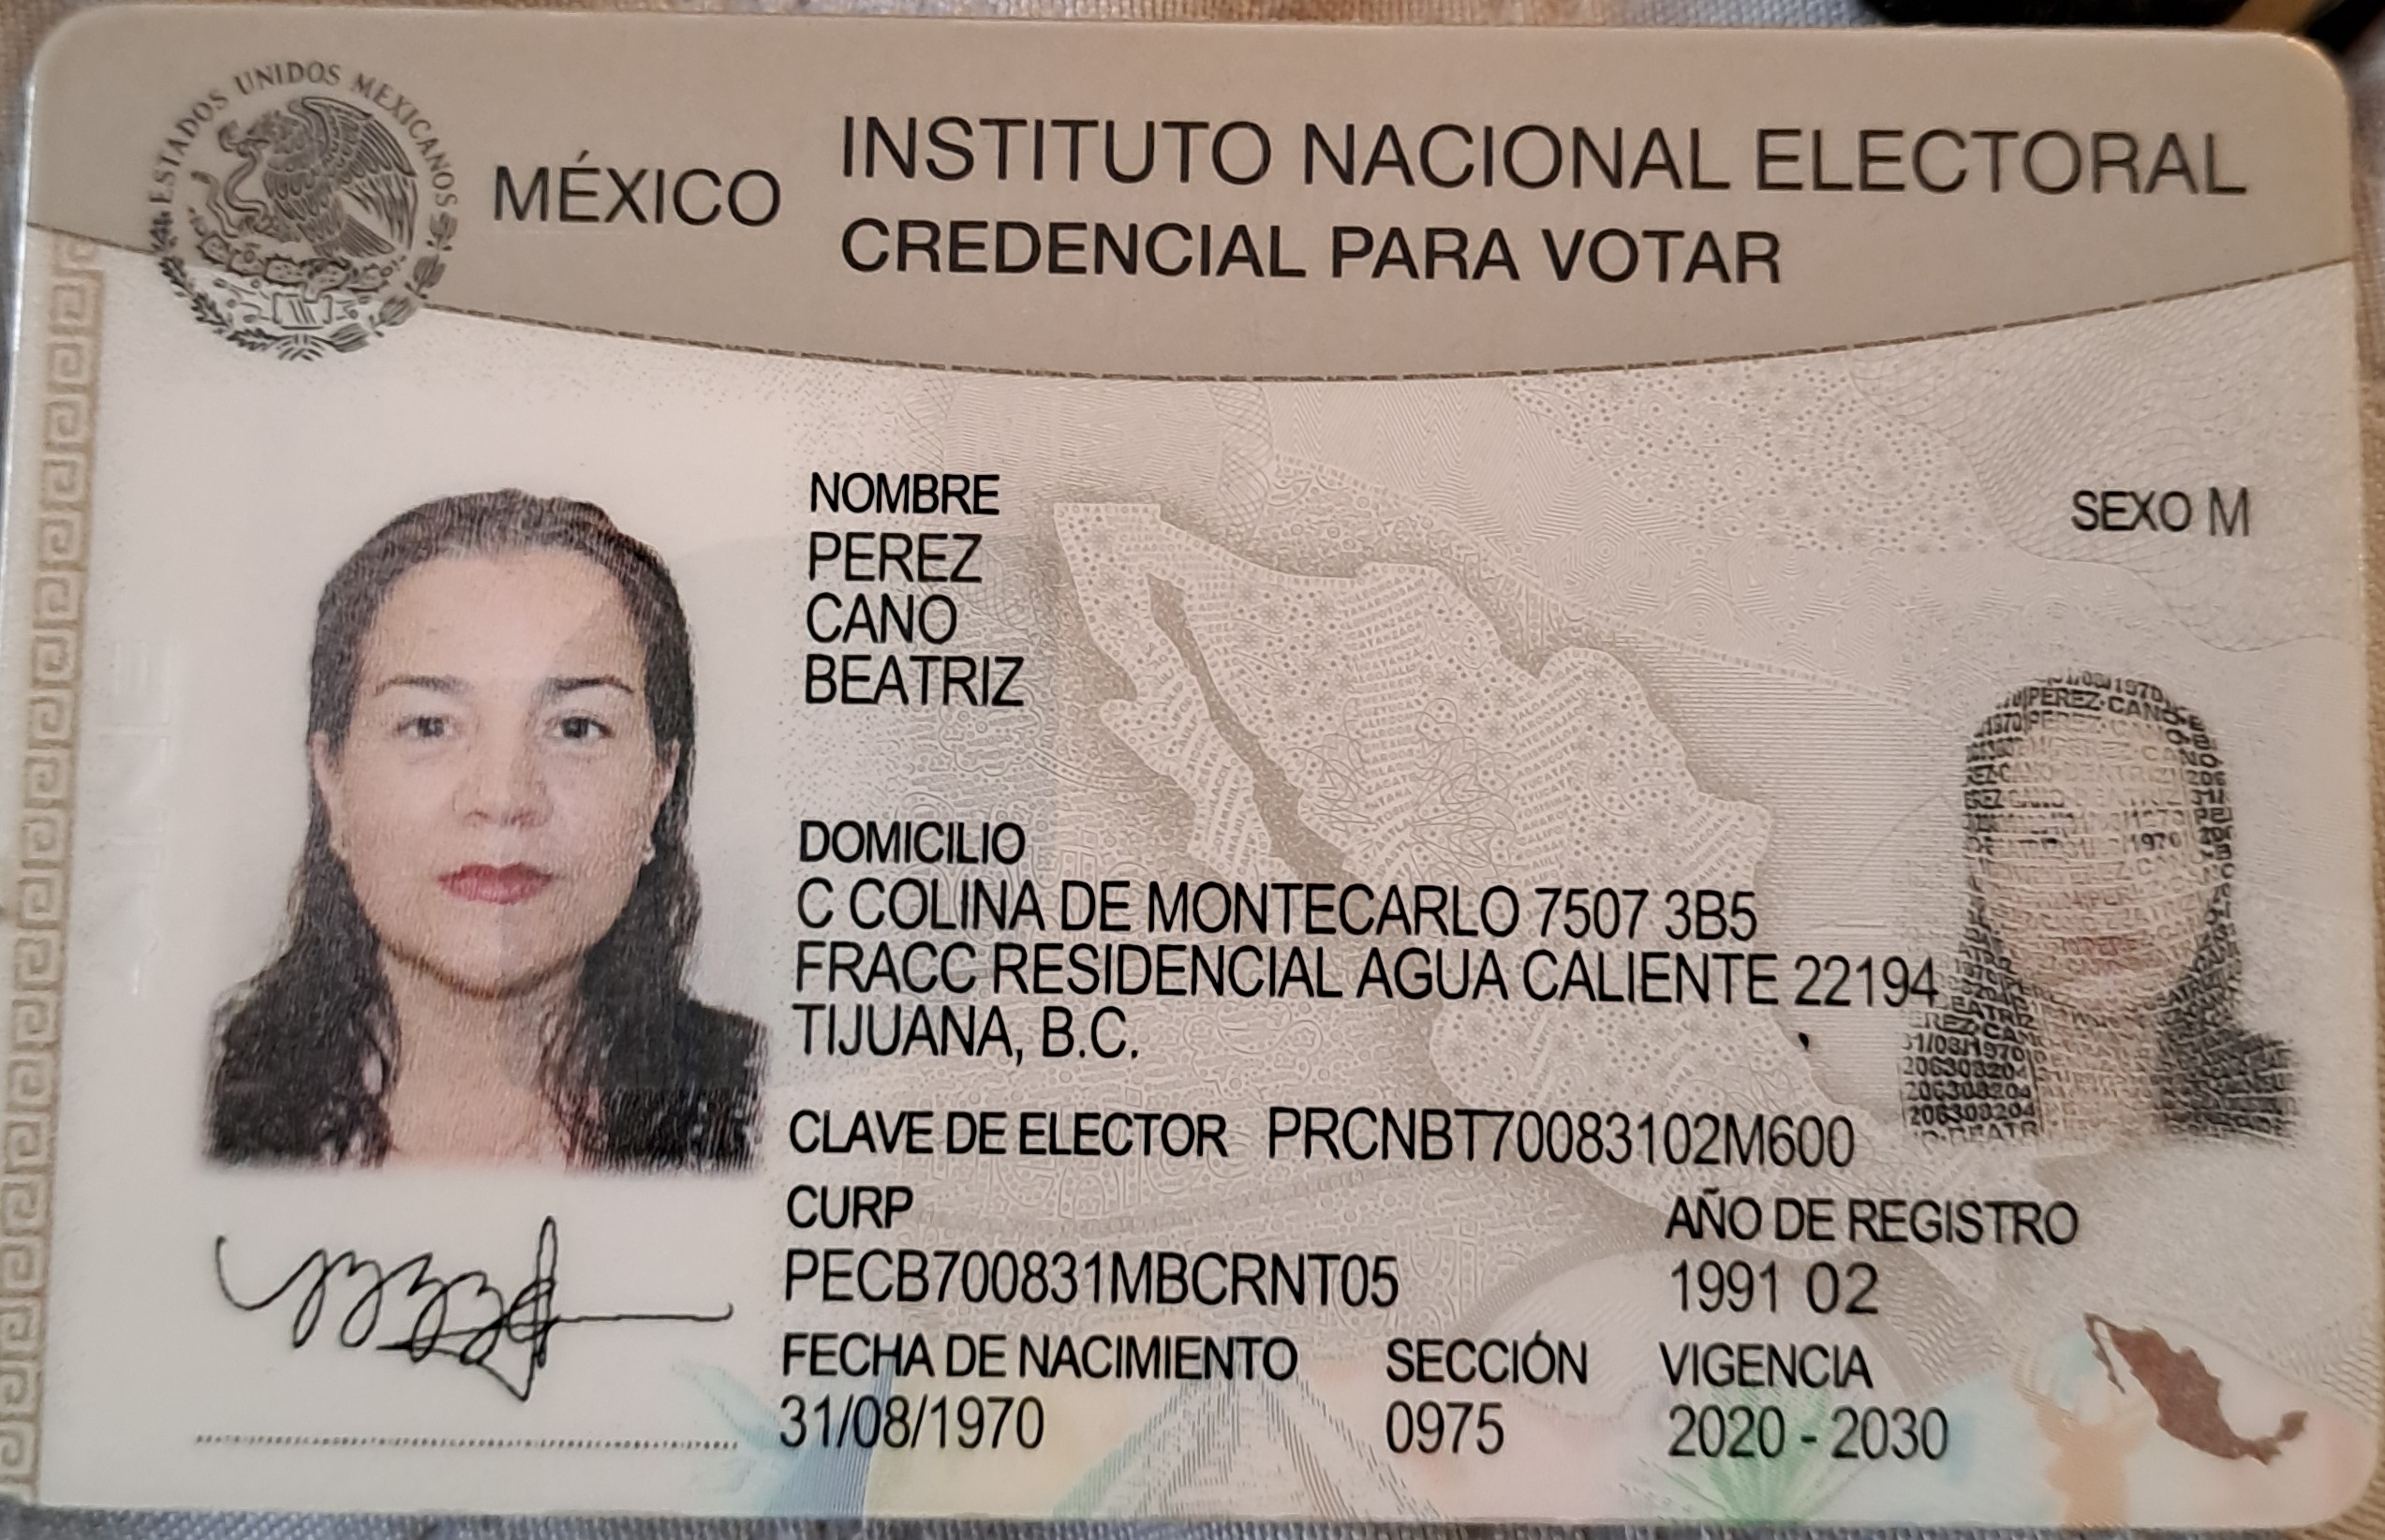 ESTADOS UNIDOS MEXICANOS
MÉXICO
INSTITUTO NACIONAL ELECTORAL
CREDENCIAL PARA VOTAR
NOMBRE
PEREZ
CANO
BEATRIZ
SEXO M
DOMICILIO
C COLINA DE MONTECARLO 7507 3B5
FRACC RESIDENCIAL AGUA CALIENTE 22194
TIJUANA, B.C.
CLAVE DE ELECTOR PRCNBT70083102M600
CURP
PECB700831MBCRNT05
AÑO DE REGISTRO
1991 02
FECHA DE NACIMIENTO
31/08/1970
SECCIÓN
0975
VIGENCIA
2020 - 2030